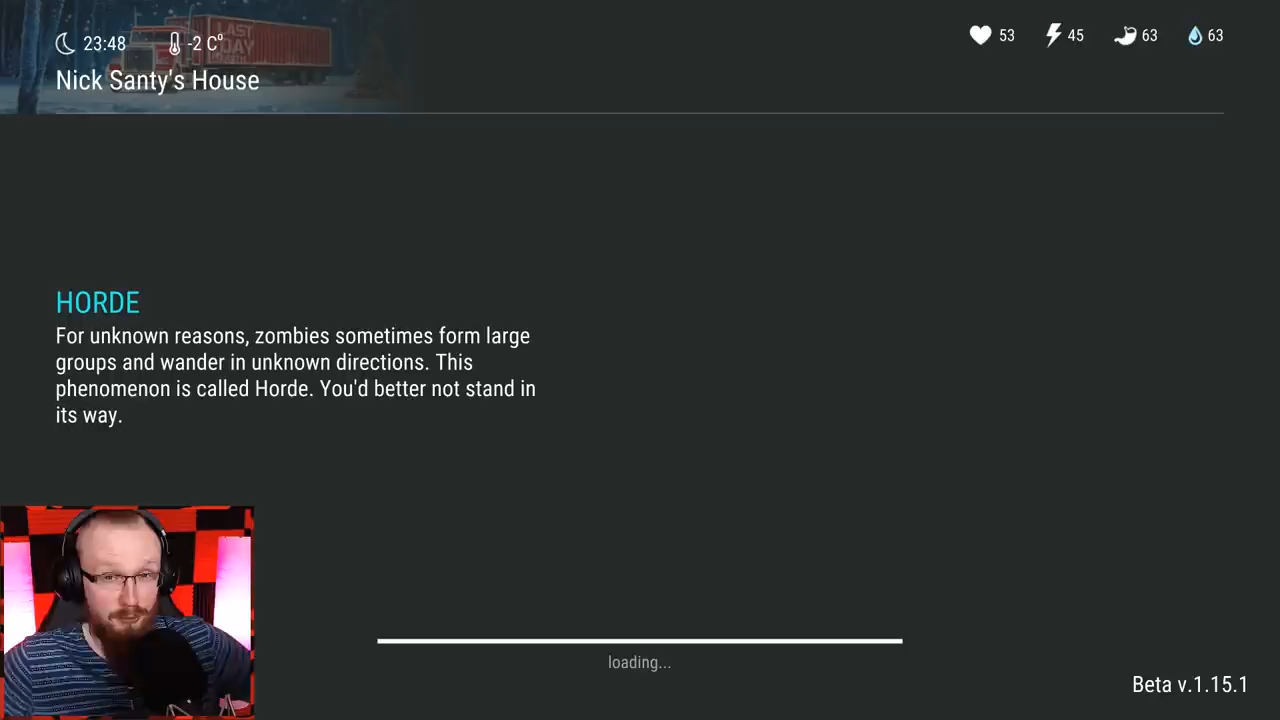 LAST
DAY
23:48
-2 C°
53
45
63
63
Nick Santy's House
HORDE
For unknown reasons, zombies sometimes form large
groups and wander in unknown directions. This
phenomenon is called Horde. You'd better not stand in
its way.
loading...
Beta v.1.15.1